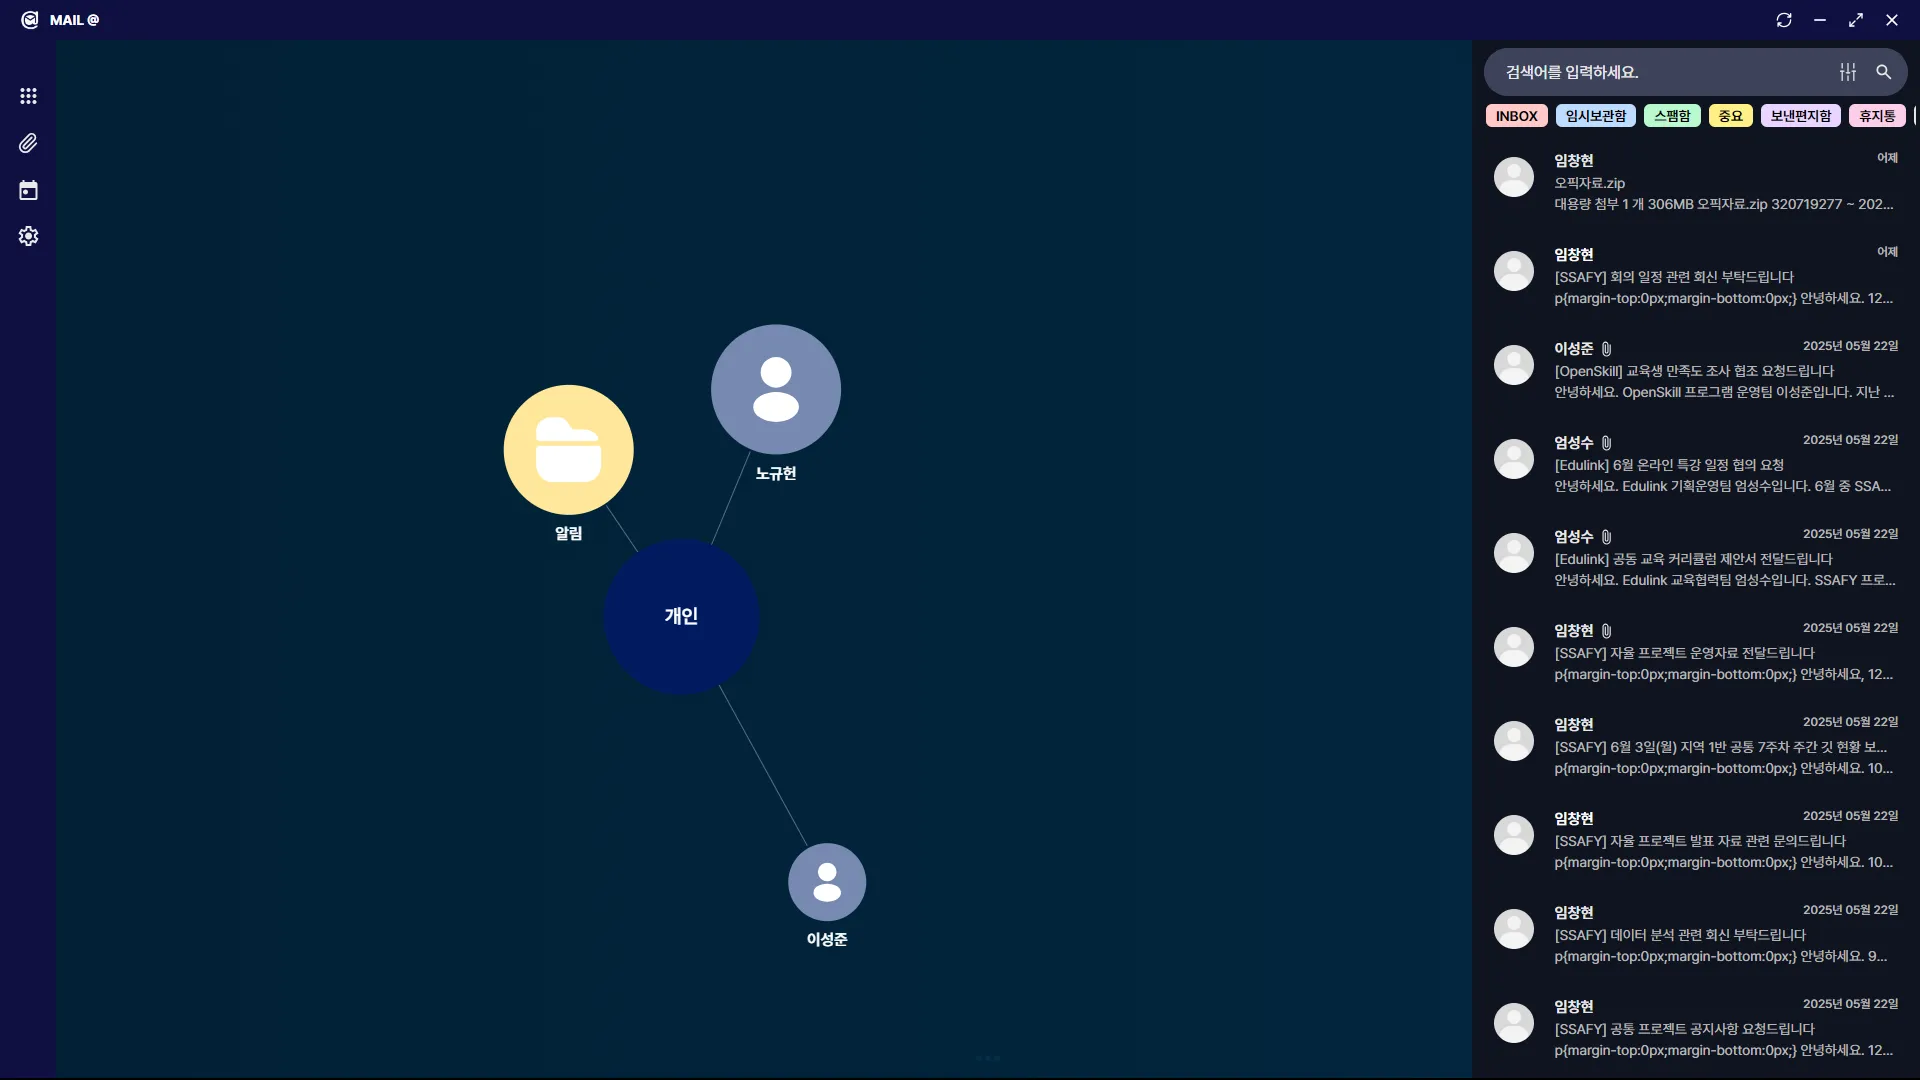 MAIL @
검색어를 입력하세요.
INBOX
임시보관함
스팸함
중요
보낸편지함
휴지통
임창현
어제
오픽자료.zip
대용량 첨부 1 개 306MB 오픽자료.zip 320719277 ~ 202...
임창현
어제
[SSAFY] 회의 일정 관련 회신 부탁드립니다
p{margin-top:0px;margin-bottom:0px;} 안녕하세요. 12...
이성준
2025년 05월 22일
[OpenSkill] 교육생 만족도 조사 협조 요청드립니다
안녕하세요. OpenSkill 프로그램 운영팀 이성준입니다. 지난 ...
엄성수
2025년 05월 22일
[Edulink] 6월 온라인 특강 일정 협의 요청
안녕하세요. Edulink 기획운영팀 엄성수입니다. 6월 중 SSA...
엄성수
2025년 05월 22일
[Edulink] 공동 교육 커리큘럼 제안서 전달드립니다
안녕하세요. Edulink 교육협력팀 엄성수입니다. SSAFY 프로...
임창현
2025년 05월 22일
[SSAFY] 자율 프로젝트 운영자료 전달드립니다
p{margin-top:0px;margin-bottom:0px;} 안녕하세요, 12...
임창현
2025년 05월 22일
[SSAFY] 6월 3일(월) 지역 1반 공통 7주차 주간 깃 현황 보...
p{margin-top:0px;margin-bottom:0px;} 안녕하세요. 10...
임창현
2025년 05월 22일
[SSAFY] 자율 프로젝트 발표 자료 관련 문의드립니다
p{margin-top:0px;margin-bottom:0px;} 안녕하세요. 10...
임창현
2025년 05월 22일
[SSAFY] 데이터 분석 관련 회신 부탁드립니다
p{margin-top:0px;margin-bottom:0px;} 안녕하세요. 9...
임창현
2025년 05월 22일
[SSAFY] 공통 프로젝트 공지사항 요청드립니다
p{margin-top:0px;margin-bottom:0px;} 안녕하세요. 12...
노규헌
알림
개인
이성준